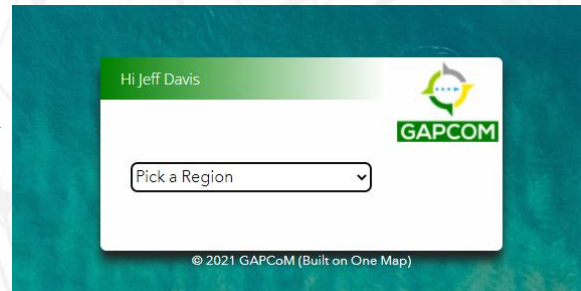 Hi Jeff Davis
GAPCOM
Pick a Region
© 2021 GAPCoM (Built on One Map)